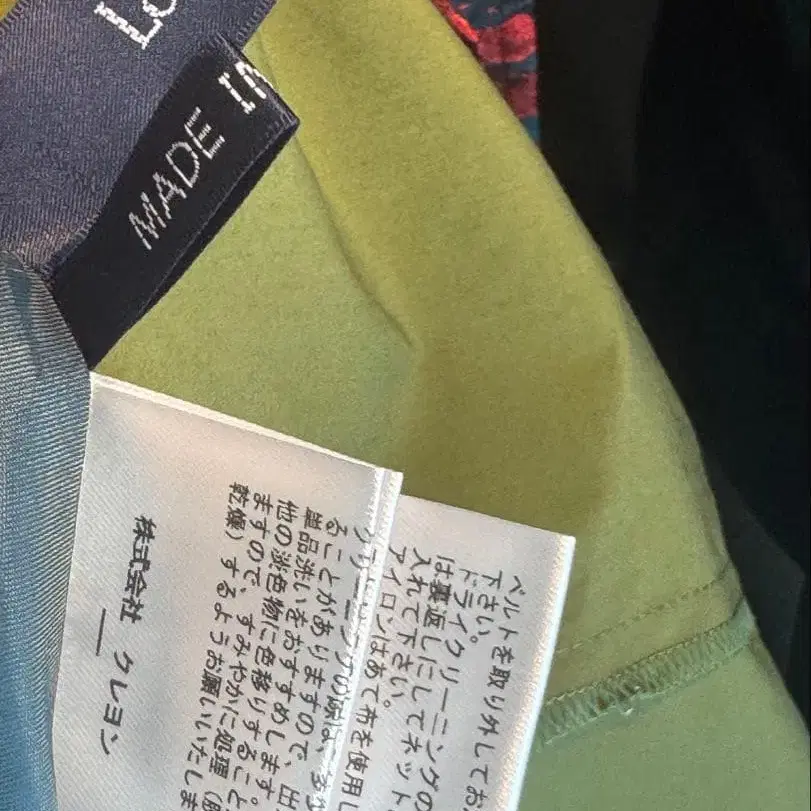 MADE IN
ベルトを取り外してお
下さい。
ドライクリーニングの
は裏返しにしてネット
入れて下さい。
アイロンはあて布を使用し
ることがありますので、出
単品洗いをおすすめします。
他の淡色物に色移りすること
ますので、すみやかに処理
乾燥)するようお願いいたしま
株式会社 クレヨン